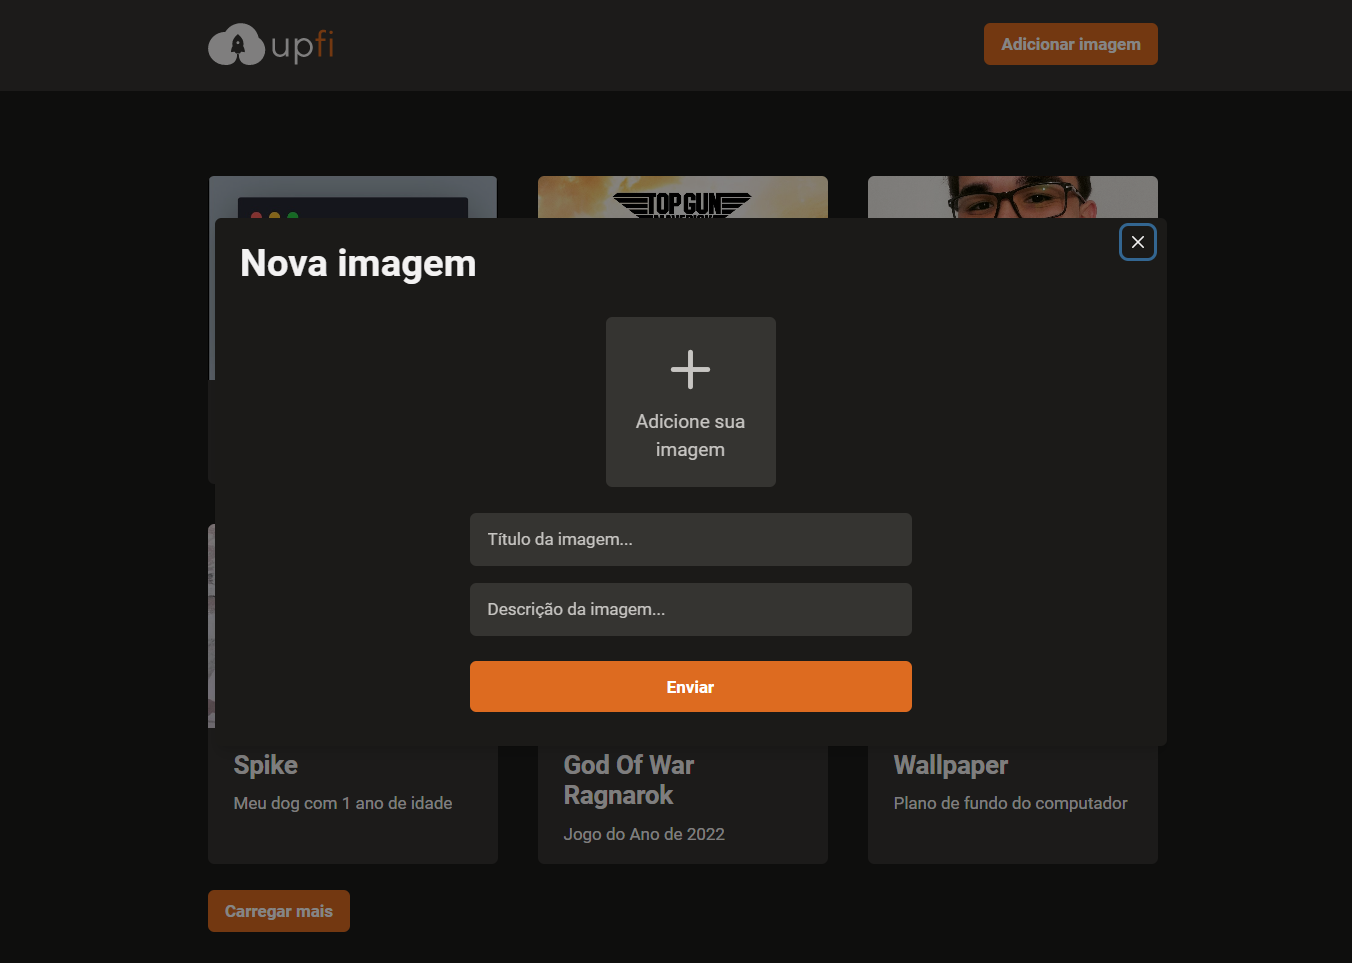 upfi
Adicionar imagem
TOP GUN
Nova imagem
Adicione sua
imagem
Título da imagem...
Descrição da imagem...
Enviar
Spike
Meu dog com 1 ano de idade
God Of War
Ragnarok
Jogo do Ano de 2022
Wallpaper
Plano de fundo do computador
Carregar mais